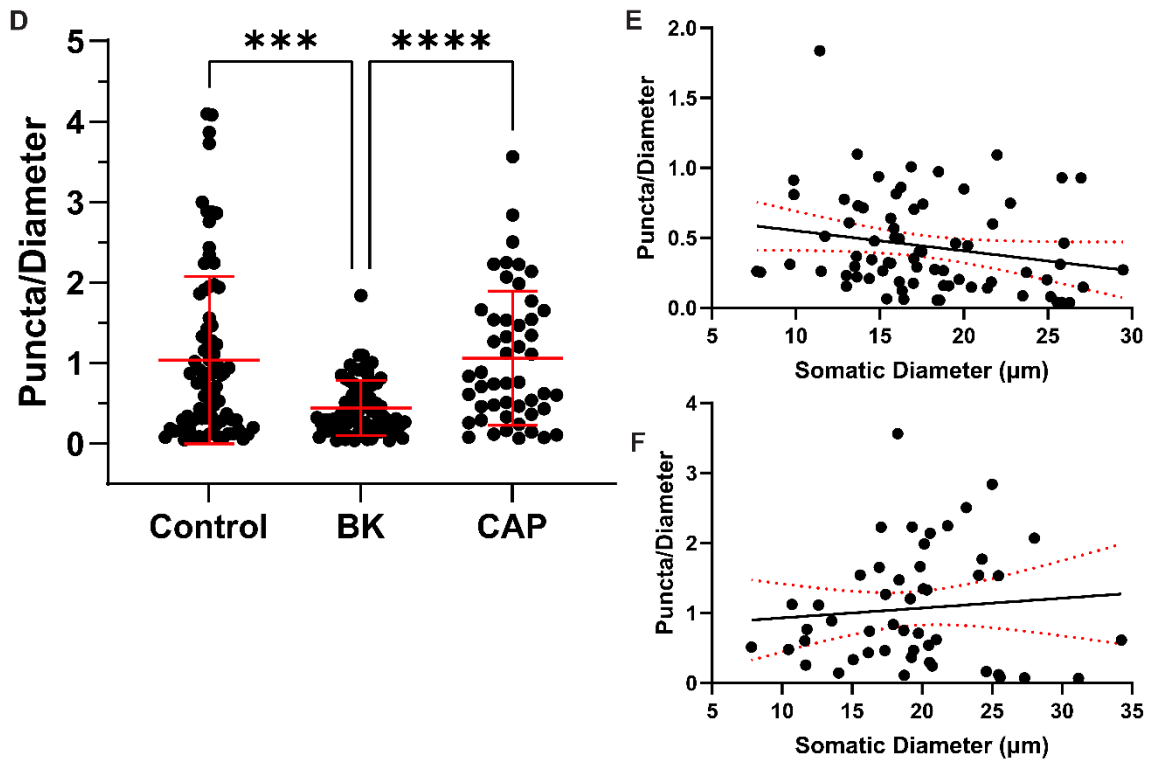 D
*** ****
5
4
3
2
1
0
Puncta/Diameter
Control BK CAP
E
2.0
1.5
1.0
0.5
0.0
Puncta/Diameter
5 10 15 20 25 30
Somatic Diameter (µm)
F
4
3
2
1
0
Puncta/Diameter
5 10 15 20 25 30 35
Somatic Diameter (µm)